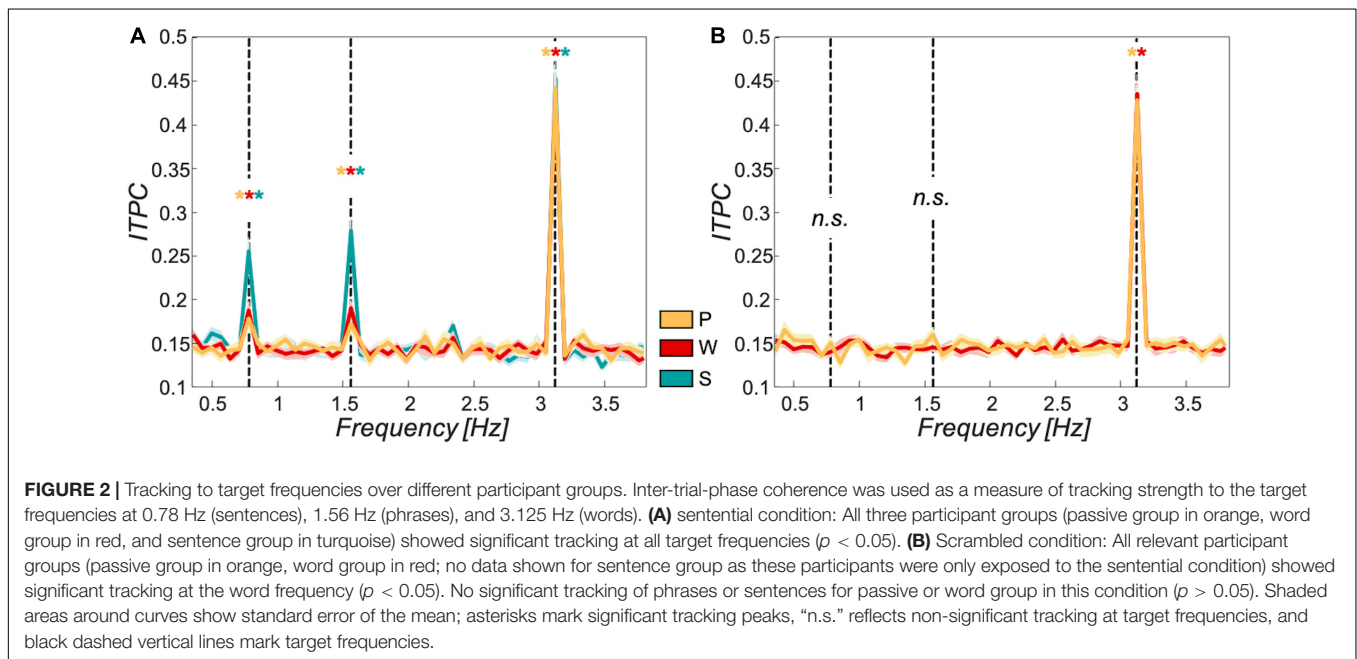 A
B
0.5
0.45
0.4
0.35
0.3
0.25
0.2
0.15
0.1
ITPC
***
***
***
0.5 1 1.5 2 2.5 3 3.5
Frequency [Hz]
P
W
S
0.5
0.45
0.4
0.35
0.3
0.25
0.2
0.15
0.1
ITPC
n.s.
n.s.
**
0.5 1 1.5 2 2.5 3 3.5
Frequency [Hz]
FIGURE 2 | Tracking to target frequencies over different participant groups. Inter-trial-phase coherence was used as a measure of tracking strength to the target
frequencies at 0.78 Hz (sentences), 1.56 Hz (phrases), and 3.125 Hz (words). (A) sentential condition: All three participant groups (passive group in orange, word
group in red, and sentence group in turquoise) showed significant tracking at all target frequencies (p < 0.05). (B) Scrambled condition: All relevant participant
groups (passive group in orange, word group in red; no data shown for sentence group as these participants were only exposed to the sentential condition) showed
significant tracking at the word frequency (p < 0.05). No significant tracking of phrases or sentences for passive or word group in this condition (p > 0.05). Shaded
areas around curves show standard error of the mean; asterisks mark significant tracking peaks, “n.s.” reflects non-significant tracking at target frequencies, and
black dashed vertical lines mark target frequencies.